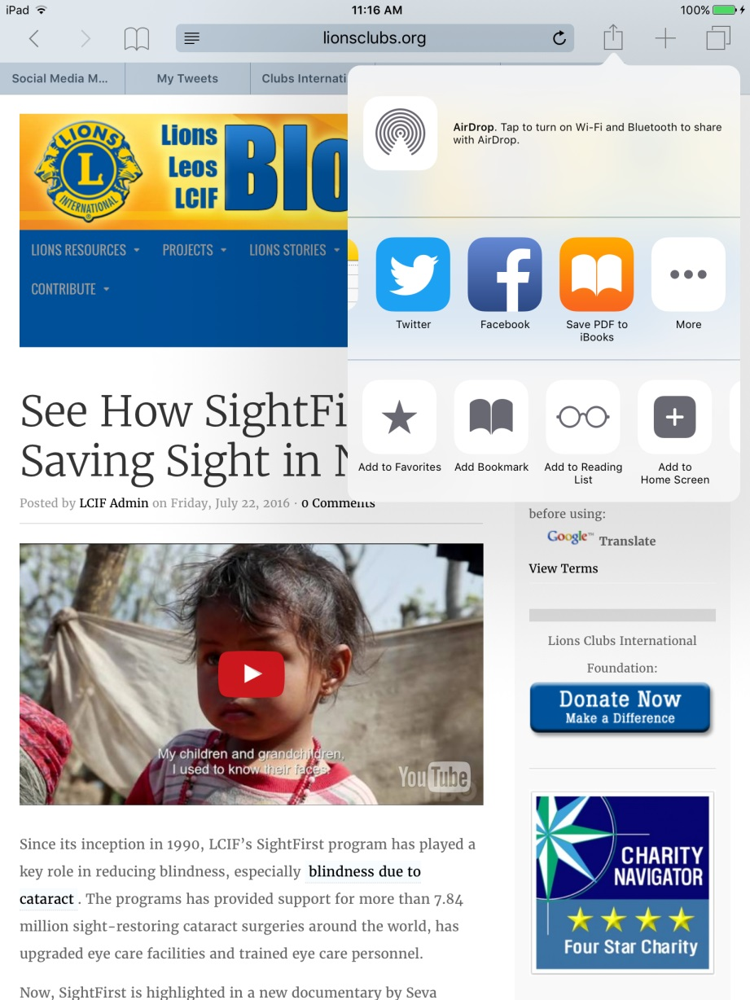 iPad
11:16 AM
100%
lionsclubs.org
Social Media M...
My Tweets
Clubs Internati
LIONS
L
INTERNATIONAL
Lions
Leos
LCIF
Blo
LIONS RESOURCES
PROJECTS
LIONS STORIES
CONTRIBUTE
AirDrop. Tap to turn on Wi-Fi and Bluetooth to share
with AirDrop.
Twitter
Facebook
Save PDF to
iBooks
More
Add to Favorites
Add Bookmark
Add to Reading
List
Add to
Home Screen
See How SightFi
Saving Sight in N
Posted by LCIF Admin on Friday, July 22, 2016 · 0 Comments
before using:
Google™ Translate
View Terms
Lions Clubs International
Foundation:
Donate Now
Make a Difference
My children and grandchildren,
I used to know their faces.
YouTube
CHARITY
NAVIGATOR
Four Star Charity
Since its inception in 1990, LCIF’s SightFirst program has played a
key role in reducing blindness, especially blindness due to
cataract . The programs has provided support for more than 7.84
million sight-restoring cataract surgeries around the world, has
upgraded eye care facilities and trained eye care personnel.
Now, SightFirst is highlighted in a new documentary by Seva